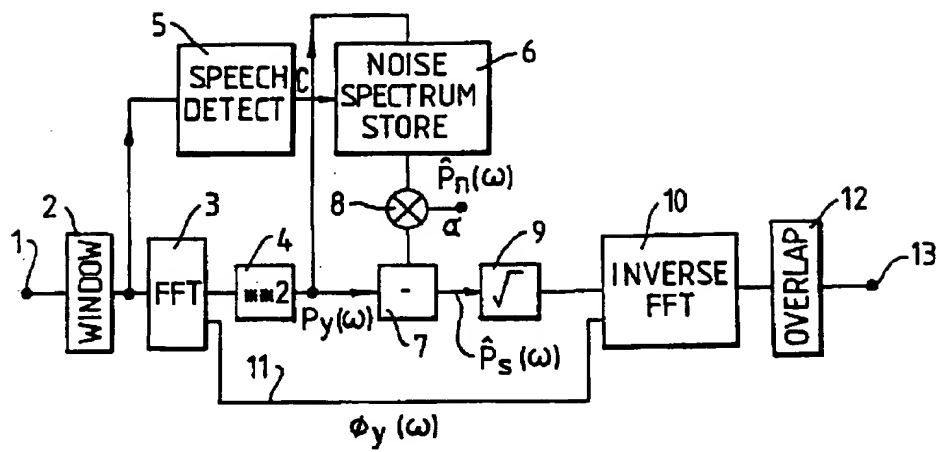 5
SPEECH
DETECT
C
8
NOISE
SPECTRUM
STORE
6
P̂n(ω)
8
α
1
2
WINDOW
3
FFT
4
**2
Py(ω)
-
7
P̂s(ω)
9
√
10
INVERSE
FFT
12
OVERLAP
13
11
ϕy(ω)